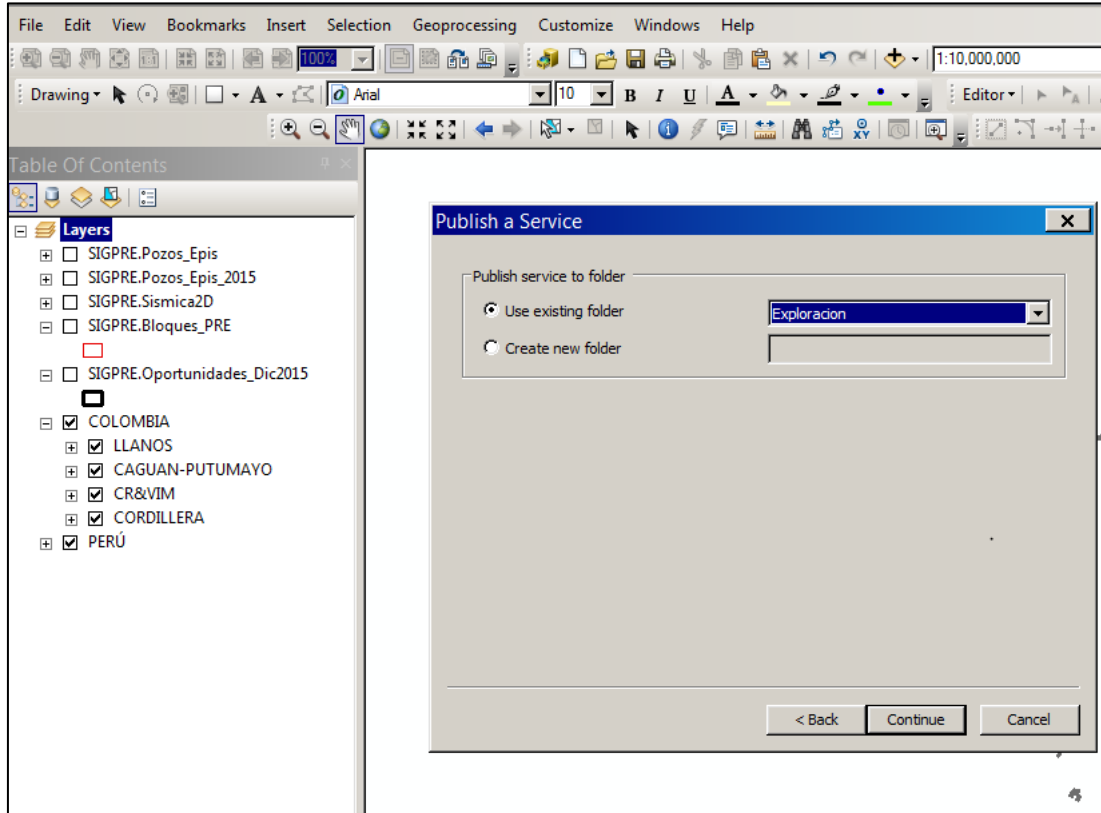 File Edit View Bookmarks Insert Selection Geoprocessing Customize Windows Help
100% 1:10,000,000
Drawing A Arial 10 B I U A Editor
XY
Table Of Contents
Layers
SIGPRE.Pozos_Epis
SIGPRE.Pozos_Epis_2015
SIGPRE.Sismica2D
SIGPRE.Bloques_PRE
SIGPRE.Oportunidades_Dic2015
COLOMBIA
LLANOS
CAGUAN-PUTUMAYO
CR&VIM
CORDILLERA
PERÚ
Publish a Service
Publish service to folder
Use existing folder Exploracion
Create new folder
< Back Continue Cancel